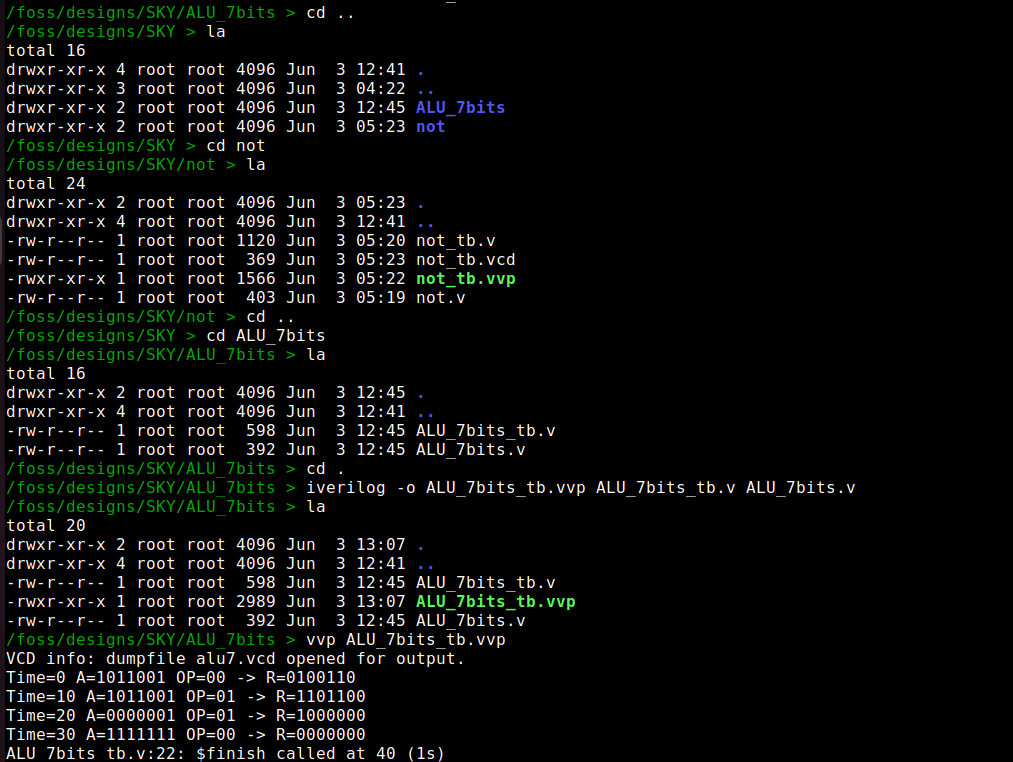 /foss/designs/SKY/ALU_7bits > cd ..
/foss/designs/SKY > la
total 16
drwxr-xr-x 4 root root 4096 Jun  3 12:41 .
drwxr-xr-x 3 root root 4096 Jun  3 04:22 ..
drwxr-xr-x 2 root root 4096 Jun  3 12:45 ALU_7bits
drwxr-xr-x 2 root root 4096 Jun  3 05:23 not
/foss/designs/SKY > cd not
/foss/designs/SKY/not > la
total 24
drwxr-xr-x 2 root root 4096 Jun  3 05:23 .
drwxr-xr-x 4 root root 4096 Jun  3 12:41 ..
-rw-r--r-- 1 root root 1120 Jun  3 05:20 not_tb.v
-rw-r--r-- 1 root root  369 Jun  3 05:23 not_tb.vcd
-rwxr-xr-x 1 root root 1566 Jun  3 05:22 not_tb.vvp
-rw-r--r-- 1 root root  403 Jun  3 05:19 not.v
/foss/designs/SKY/not > cd ..
/foss/designs/SKY > cd ALU_7bits
/foss/designs/SKY/ALU_7bits > la
total 16
drwxr-xr-x 2 root root 4096 Jun  3 12:45 .
drwxr-xr-x 4 root root 4096 Jun  3 12:41 ..
-rw-r--r-- 1 root root  598 Jun  3 12:45 ALU_7bits_tb.v
-rw-r--r-- 1 root root  392 Jun  3 12:45 ALU_7bits.v
/foss/designs/SKY/ALU_7bits > cd .
/foss/designs/SKY/ALU_7bits > iverilog -o ALU_7bits_tb.vvp ALU_7bits_tb.v ALU_7bits.v
/foss/designs/SKY/ALU_7bits > la
total 20
drwxr-xr-x 2 root root 4096 Jun  3 13:07 .
drwxr-xr-x 4 root root 4096 Jun  3 12:41 ..
-rw-r--r-- 1 root root  598 Jun  3 12:45 ALU_7bits_tb.v
-rwxr-xr-x 1 root root 2989 Jun  3 13:07 ALU_7bits_tb.vvp
-rw-r--r-- 1 root root  392 Jun  3 12:45 ALU_7bits.v
/foss/designs/SKY/ALU_7bits > vvp ALU_7bits_tb.vvp
VCD info: dumpfile alu7.vcd opened for output.
Time=0 A=1011001 OP=00 -> R=0100110
Time=10 A=1011001 OP=01 -> R=1101100
Time=20 A=0000001 OP=01 -> R=1000000
Time=30 A=1111111 OP=00 -> R=0000000
ALU_7bits_tb.v:22: $finish called at 40 (1s)